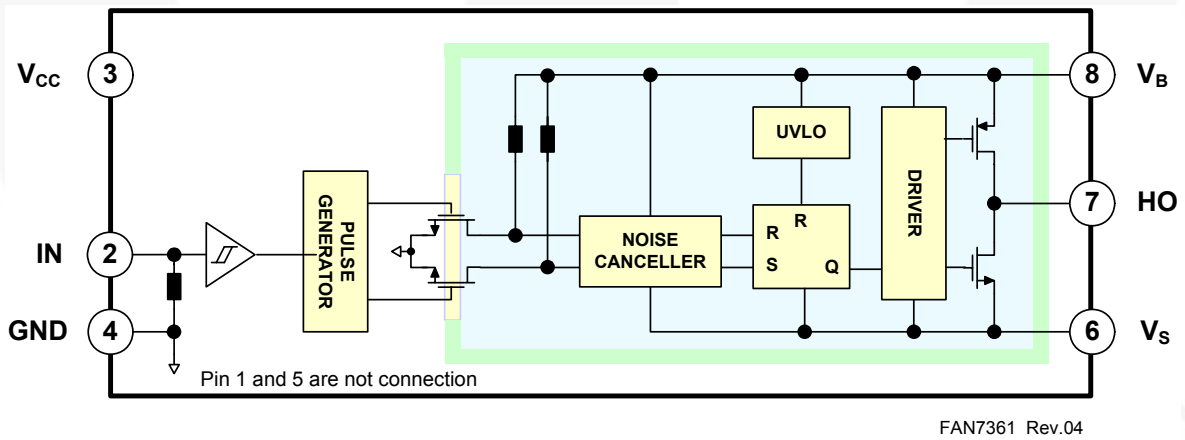 VCC
3
8
VB
UVLO
PULSE GENERATOR
DRIVER
IN
2
NOISE
CANCELLER
R
R
S
Q
7
HO
GND
4
6
VS
Pin 1 and 5 are not connection
FAN7361 Rev.04